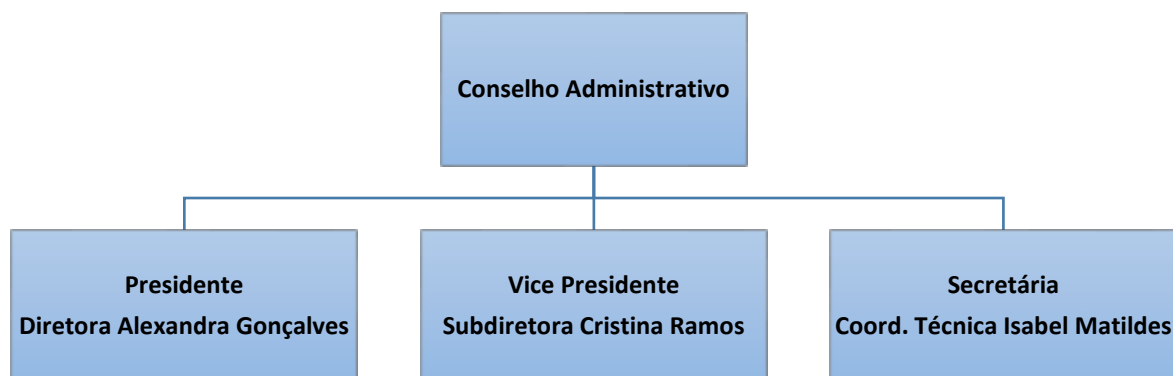 Conselho Administrativo
Presidente
Diretora Alexandra Gonçalves
Vice Presidente
Subdiretora Cristina Ramos
Secretária
Coord. Técnica Isabel Matildes